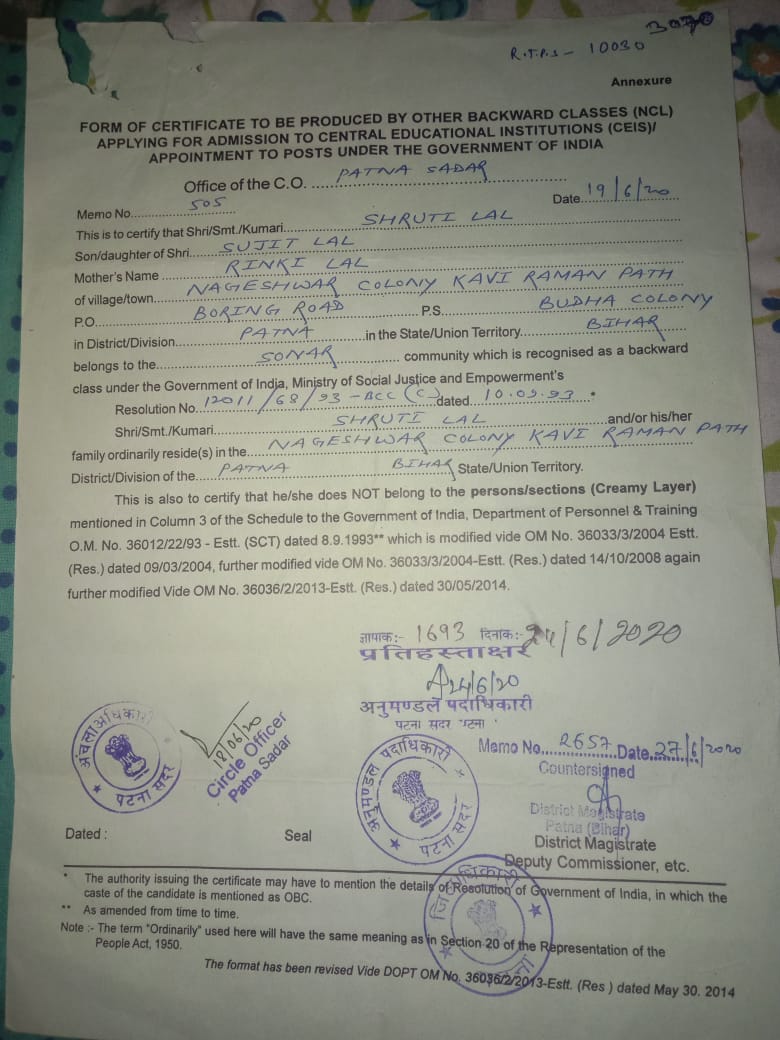 3070
R.T.P.S - 10030
Annexure
FORM OF CERTIFICATE TO BE PRODUCED BY OTHER BACKWARD CLASSES (NCL)
APPLYING FOR ADMISSION TO CENTRAL EDUCATIONAL INSTITUTIONS (CEIS)/
APPOINTMENT TO POSTS UNDER THE GOVERNMENT OF INDIA
Office of the C.O. PATNA SADAR
Memo No. 505 Date. 19/6/20
This is to certify that Shri/Smt./Kumari. SHRUTI LAL
Son/daughter of Shri. SUJIT LAL
Mother's Name RINKI LAL
of village/town. NAGESHWAR COLONY KAVI RAMAN PATH
P.O. BORING ROAD P.S. BUDHA COLONY
in District/Division. PATNA in the State/Union Territory. BIHAR
belongs to the. SONAR community which is recognised as a backward
class under the Government of India, Ministry of Social Justice and Empowerment's
Resolution No. 12011/68/93-BCC (C) dated 10.09.93 *
Shri/Smt./Kumari. SHRUTI LAL and/or his/her
family ordinarily reside(s) in the. NAGESHWAR COLONY KAVI RAMAN PATH
District/Division of the PATNA BIHAR State/Union Territory.
This is also to certify that he/she does NOT belong to the persons/sections (Creamy Layer)
mentioned in Column 3 of the Schedule to the Government of India, Department of Personnel & Training
O.M. No. 36012/22/93 - Estt. (SCT) dated 8.9.1993** which is modified vide OM No. 36033/3/2004 Estt.
(Res.) dated 09/03/2004, further modified vide OM No. 36033/3/2004-Estt. (Res.) dated 14/10/2008 again
further modified Vide OM No. 36036/2/2013-Estt. (Res.) dated 30/05/2014.
ज्ञापाक:- 1693 दिनाक:- 24/6/2020
प्रतिहस्ताक्षर
24/6/20
अनुमण्डल पदाधिकारी
पटना सदर पटना
अंचलाअधिकारी
पटना सदर
18/06/20
Circle Officer
Patna Sadar
अनुमण्डल पदाधिकारी
पटना सदर
Memo No. 2657 Date. 27/6/2020
Countersigned
District Magistrate
Patna (Bihar)
Dated : Seal District Magistrate
Deputy Commissioner, etc.
* The authority issuing the certificate may have to mention the details of Resolution of Government of India, in which the
caste of the candidate is mentioned as OBC.
** As amended from time to time.
Note :- The term "Ordinarily" used here will have the same meaning as in Section 20 of the Representation of the
People Act, 1950.
The format has been revised Vide DOPT OM No. 36036/2/2013-Estt. (Res ) dated May 30. 2014